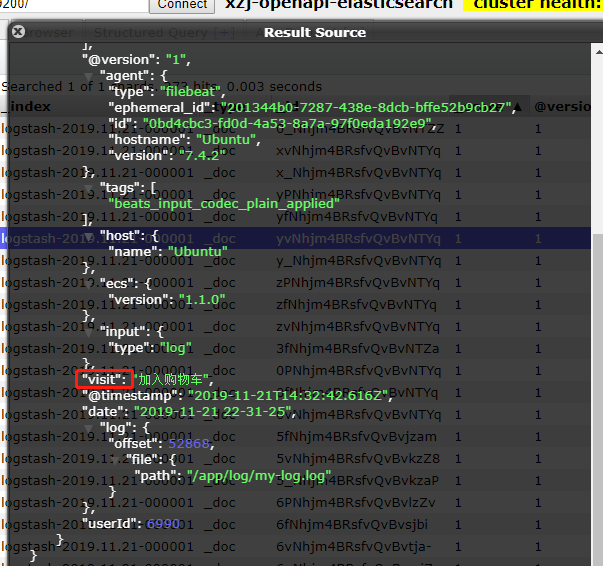 9200/
Connect
xzj-openapi-elasticsearch
cluster health:
Browser
Structured Query [+]
Result Source
],
"@version": "1",
"agent": {
"type": "filebeat"
"ephemeral_id": "201344b0-7287-438e-8dcb-bffe52b9cb27",
"id": "0bd4cbc3-fd0d-4a53-8a7a-97f0eda192e9",
"hostname": "Ubuntu",
"version": "7.4.2"
},
"tags": [
"beats_input_codec_plain_applied"
],
"host": {
"name": "Ubuntu"
},
"ecs": {
"version": "1.1.0"
},
"input": {
"type": "log"
},
"visit": "加入购物车",
"@timestamp": "2019-11-21T14:32:42.616Z",
"date": "2019-11-21 22-31-25",
"log": {
"offset": 52868,
"file": {
"path": "/app/log/my-log.log"
}
},
"userId": 6990
}
}
Searched 1 of 1
hits, 0.003 seconds
_index
▲
@versio
logstash-2019.11.21-000001 _doc 1 1
logstash-2019.11.21-000001 _doc xvNhjm4BRsfvQvBvNTYq 1 1
logstash-2019.11.21-000001 _doc x_Nhjm4BRsfvQvBvNTYq 1 1
logstash-2019.11.21-000001 _doc yPNhjm4BRsfvQvBvNTYq 1 1
logstash-2019.11.21-000001 _doc yfNhjm4BRsfvQvBvNTYq 1 1
logstash-2019.11.21-000001 _doc yvNhjm4BRsfvQvBvNTYq 1 1
logstash-2019.11.21-000001 _doc y_Nhjm4BRsfvQvBvNTYq 1 1
logstash-2019.11.21-000001 _doc zPNhjm4BRsfvQvBvNTYq 1 1
logstash-2019.11.21-000001 _doc zfNhjm4BRsfvQvBvNTYq 1 1
logstash-2019.11.21-000001 _doc zvNhjm4BRsfvQvBvNTYq 1 1
logstash-2019.11.21-000001 _doc 3fNhjm4BRsfvQvBvNTZa 1 1
logstash-2019.11.21-000001 _doc 0PNhjm4BRsfvQvBvNTYq 1 1
logstash-2019.11.21-000001 _doc 1 1
logstash-2019.11.21-000001 _doc 1 1
logstash-2019.11.21-000001 _doc 5fNhjm4BRsfvQvBvjzam 1 1
logstash-2019.11.21-000001 _doc 5vNhjm4BRsfvQvBvkzZ8 1 1
logstash-2019.11.21-000001 _doc 1 1
logstash-2019.11.21-000001 _doc 6PNhjm4BRsfvQvBvlzZv 1 1
logstash-2019.11.21-000001 _doc 6fNhjm4BRsfvQvBvsjbi 1 1
logstash-2019.11.21-000001 _doc 6vNhjm4BRsfvQvBvtja- 1 1